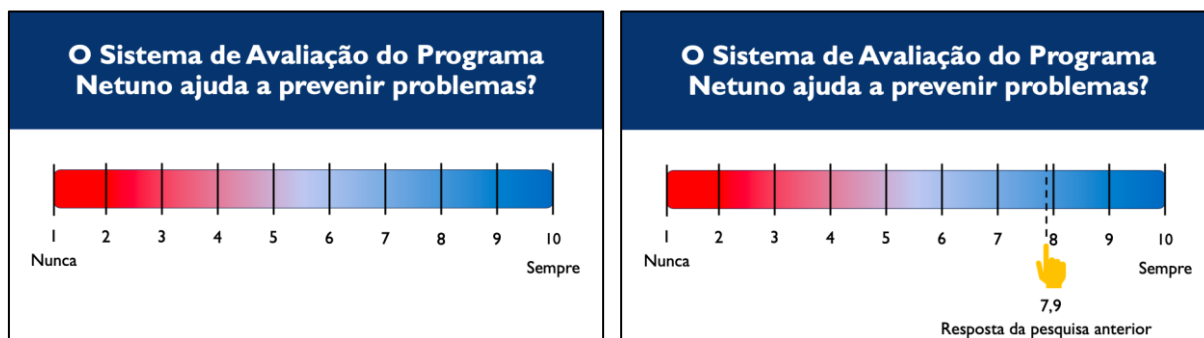 O Sistema de Avaliação do Programa
Netuno ajuda a prevenir problemas?
1 2 3 4 5 6 7 8 9 10
Nunca
Sempre
O Sistema de Avaliação do Programa
Netuno ajuda a prevenir problemas?
1 2 3 4 5 6 7 8 9 10
Nunca
Sempre
7,9
Resposta da pesquisa anterior